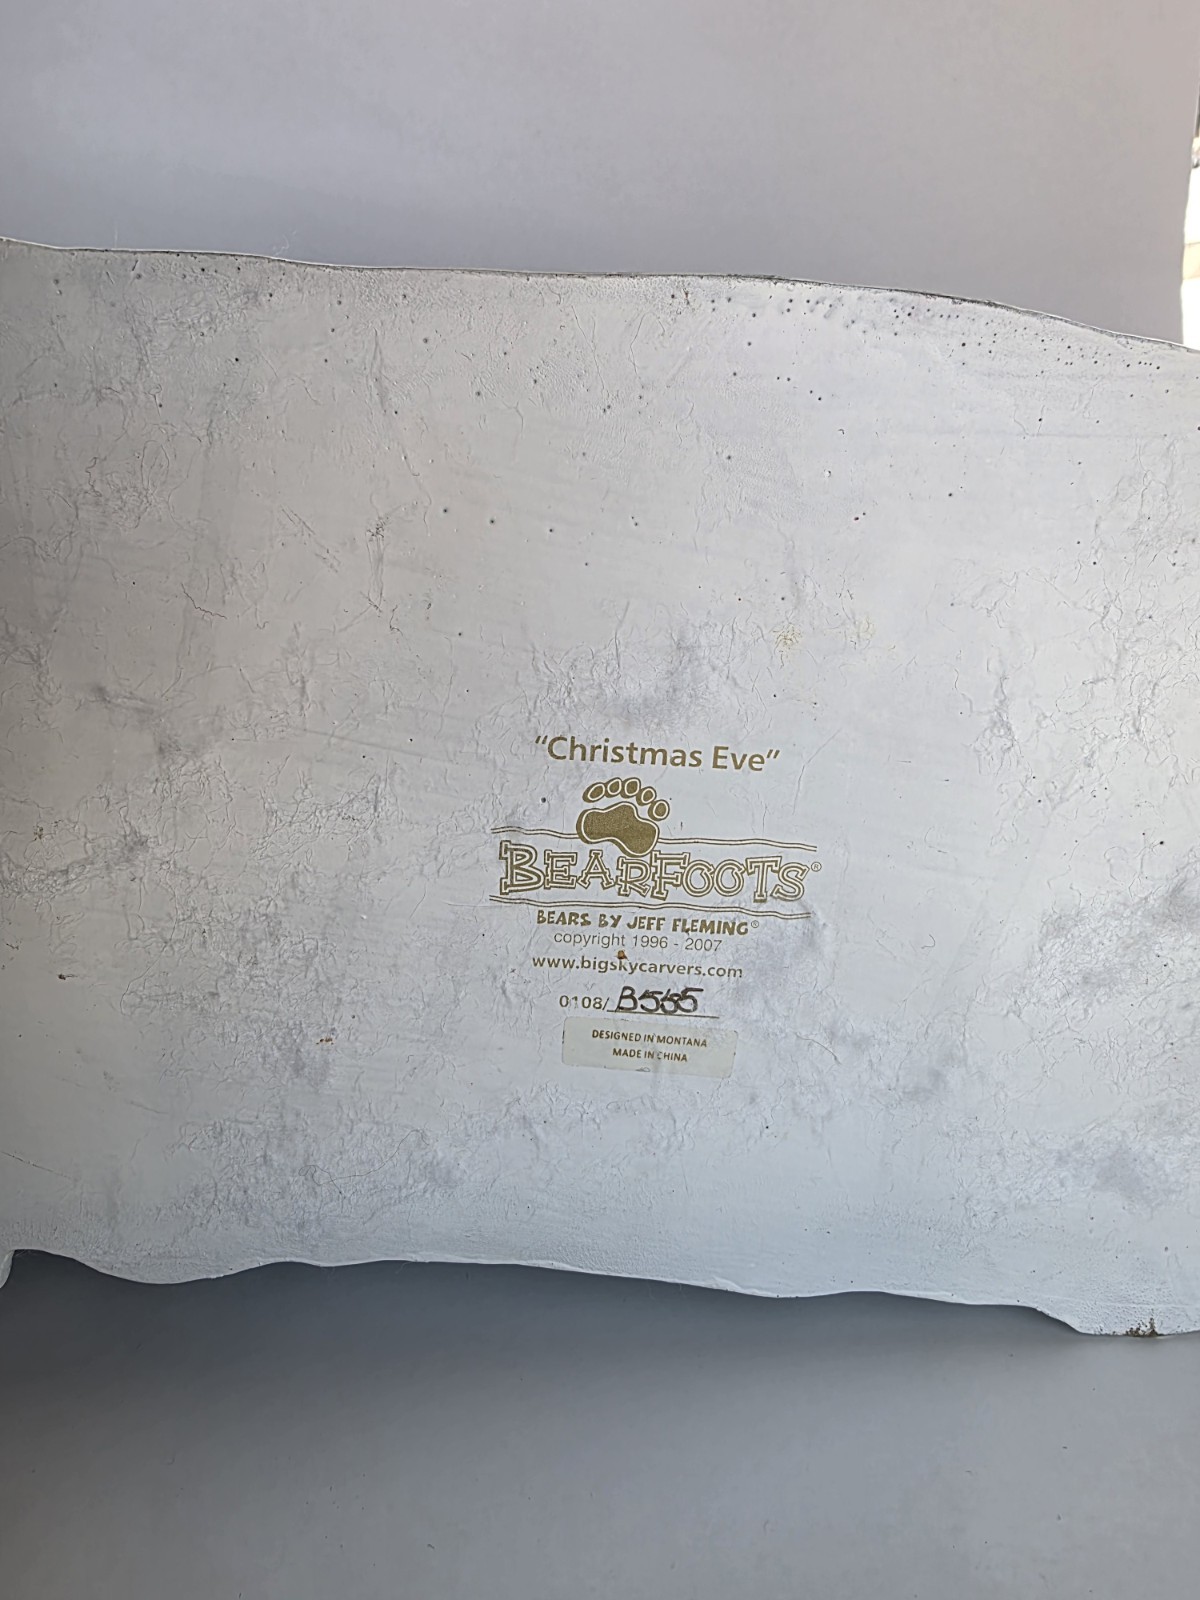 “Christmas Eve”
BEARFOOTS®
BEARS BY JEFF FLEMING®
copyright 1996 - 2007
www.bigskycarvers.com
0108/B555
DESIGNED IN MONTANA
MADE IN CHINA